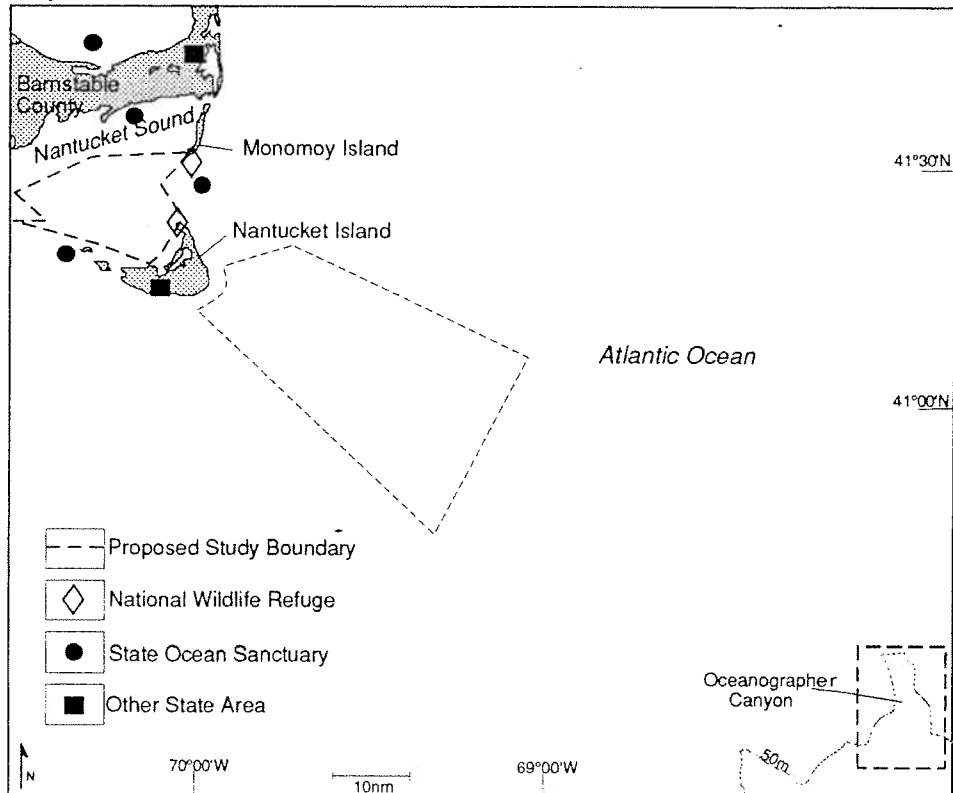 Barnstable
County
Nantucket Sound
Monomoy Island
41°30'N
Nantucket Island
Atlantic Ocean
41°00'N
Proposed Study Boundary
National Wildlife Refuge
State Ocean Sanctuary
Other State Area
Oceanographer
Canyon
50m
N
70°00'W
10nm
69°00'W